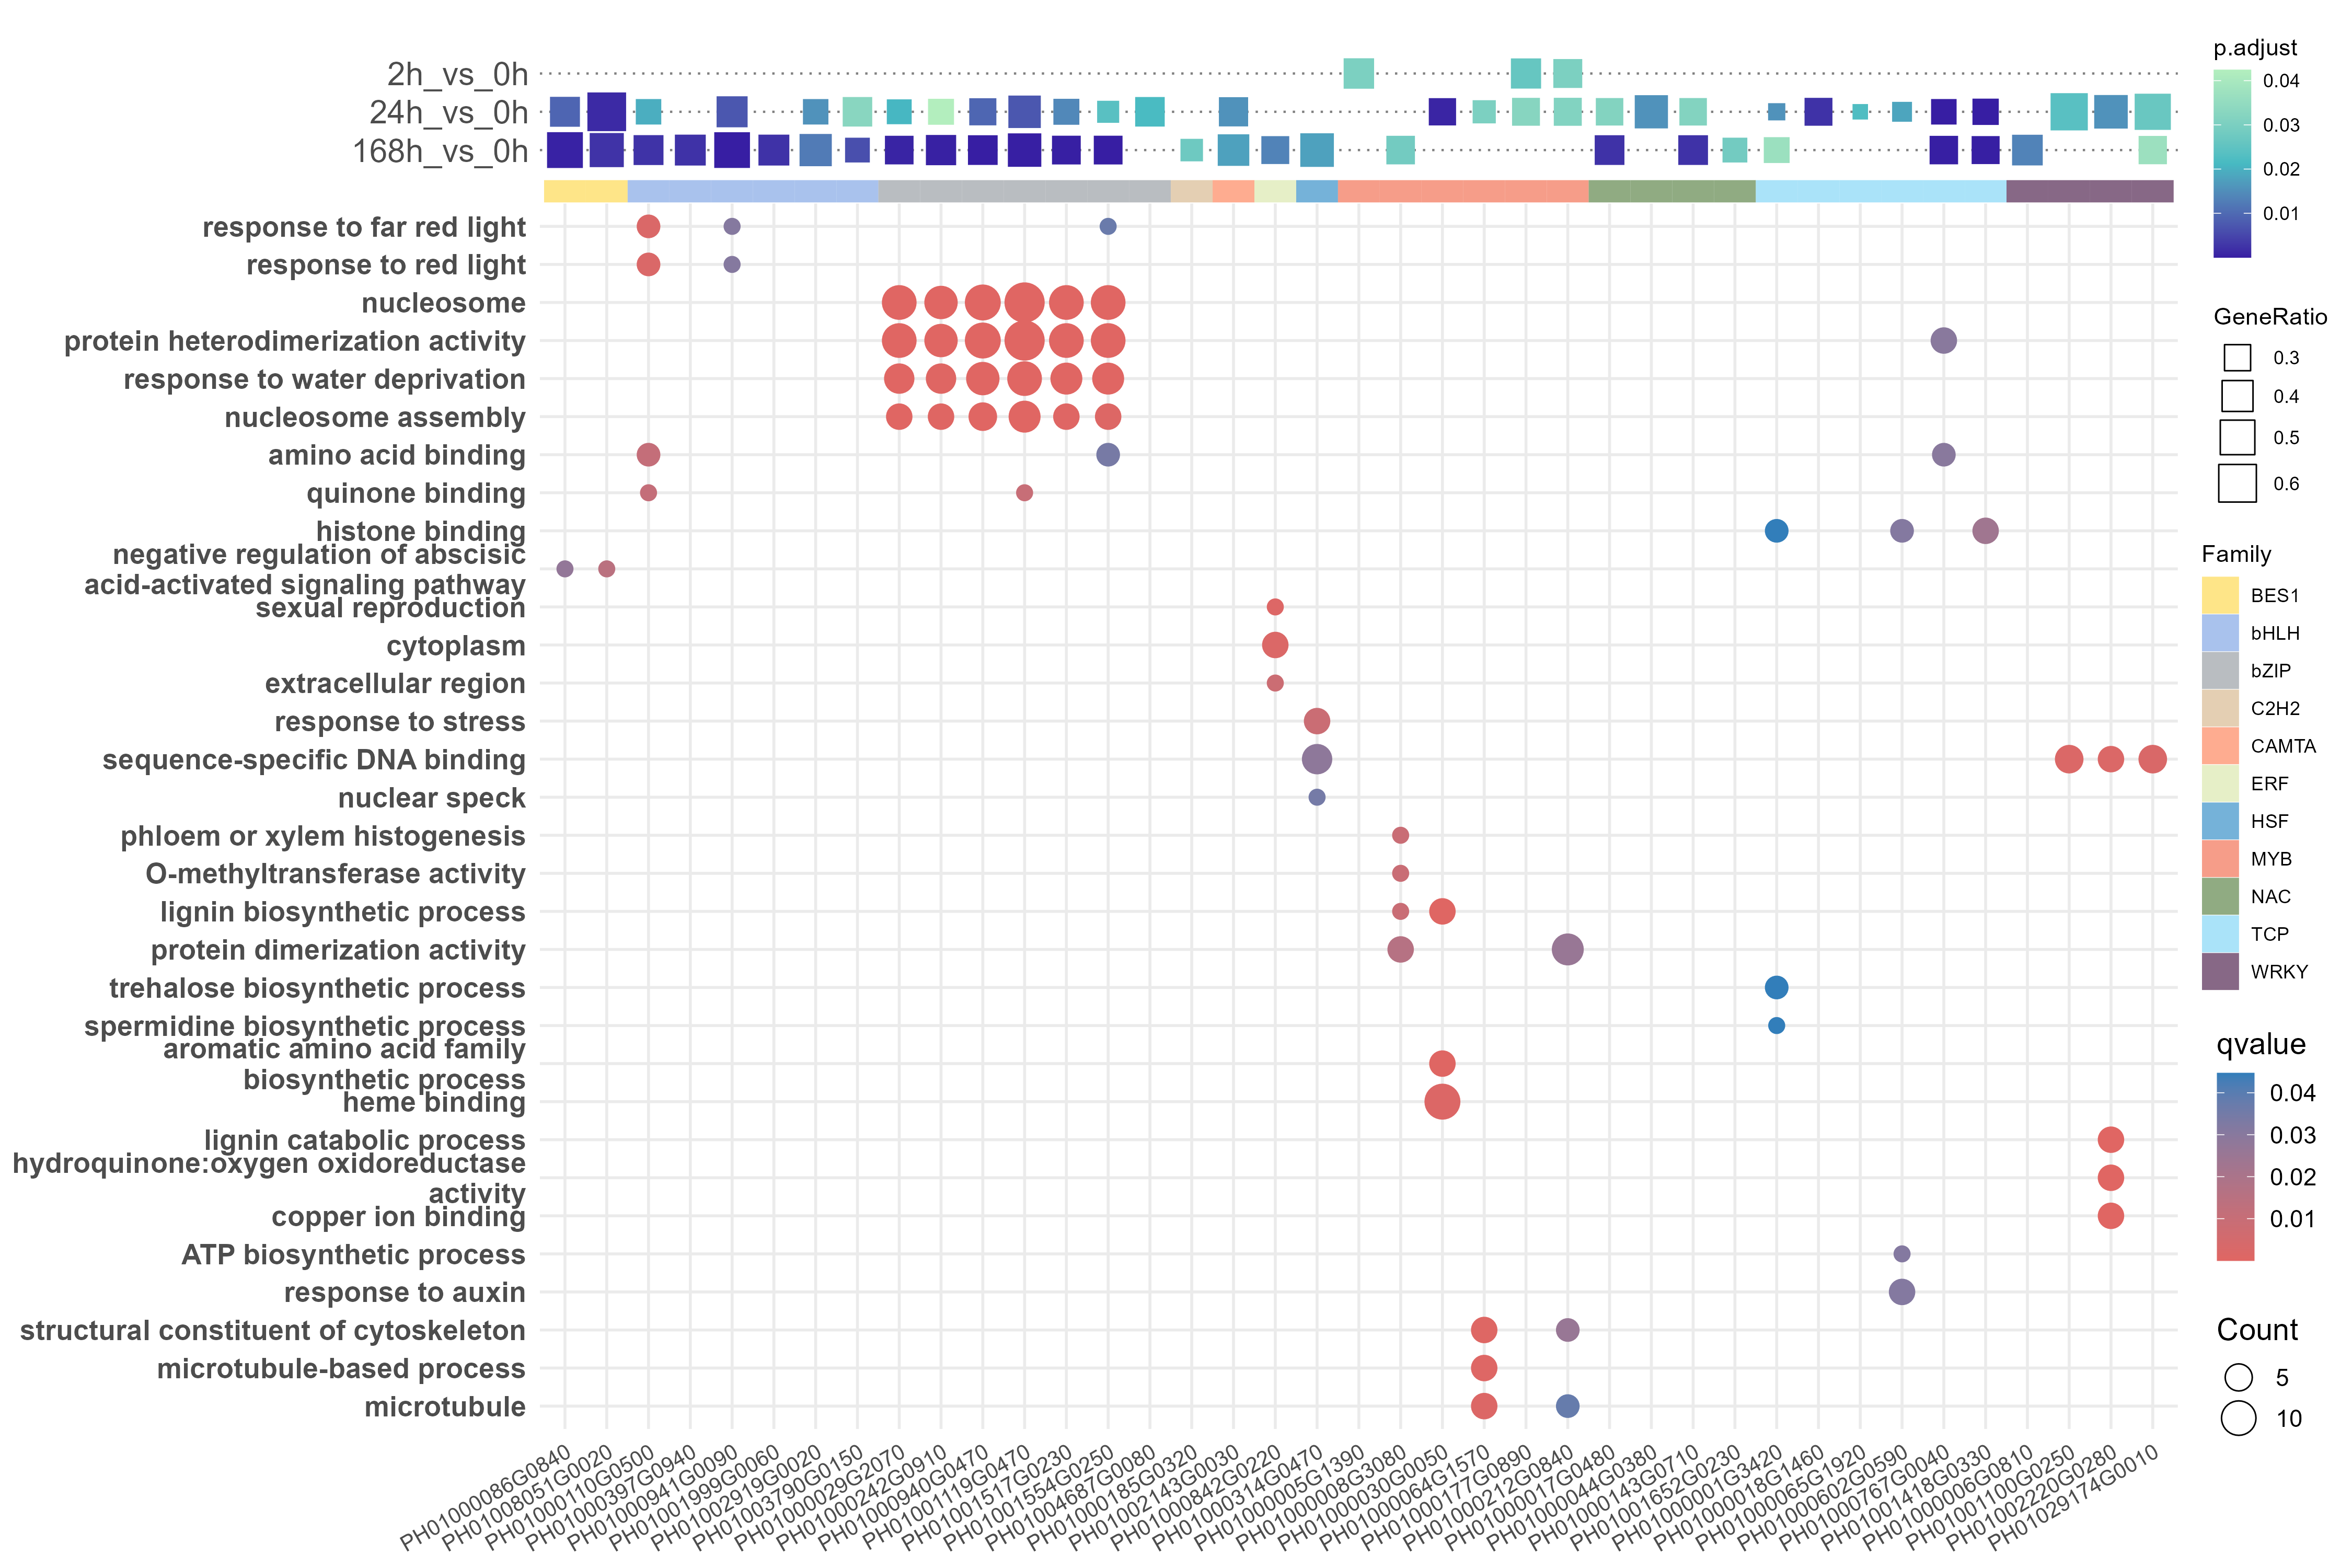 2h_vs_0h
24h_vs_0h
168h_vs_0h
response to far red light
response to red light
nucleosome
protein heterodimerization activity
response to water deprivation
nucleosome assembly
amino acid binding
quinone binding
histone binding
negative regulation of abscisic
acid-activated signaling pathway
sexual reproduction
cytoplasm
extracellular region
response to stress
sequence-specific DNA binding
nuclear speck
phloem or xylem histogenesis
O-methyltransferase activity
lignin biosynthetic process
protein dimerization activity
trehalose biosynthetic process
spermidine biosynthetic process
aromatic amino acid family
biosynthetic process
heme binding
lignin catabolic process
hydroquinone:oxygen oxidoreductase
activity
copper ion binding
ATP biosynthetic process
response to auxin
structural constituent of cytoskeleton
microtubule-based process
microtubule
PH01000086G0840
PH01008051G0020
PH01000110G0500
PH01000397G0940
PH01000941G0090
PH01001999G0060
PH01002919G0020
PH01003790G0150
PH01000029G2070
PH01000242G0910
PH01000940G0470
PH01001119G0470
PH01001517G0230
PH01001554G0250
PH01004687G0080
PH01000185G0320
PH01002143G0030
PH01000842G0220
PH01000314G0470
PH01000005G1390
PH01000008G3080
PH01000030G0050
PH01000064G1570
PH01000177G0890
PH01000212G0840
PH01000017G0480
PH01000044G0380
PH01000143G0710
PH01001652G0230
PH01000001G3420
PH01000018G1460
PH01000065G1920
PH01000602G0590
PH01000767G0040
PH01001418G0330
PH01000006G0810
PH01001100G0250
PH01002220G0280
PH01029174G0010
p.adjust
0.04
0.03
0.02
0.01
GeneRatio
0.3
0.4
0.5
0.6
Family
BES1
bHLH
bZIP
C2H2
CAMTA
ERF
HSF
MYB
NAC
TCP
WRKY
qvalue
0.04
0.03
0.02
0.01
Count
5
10